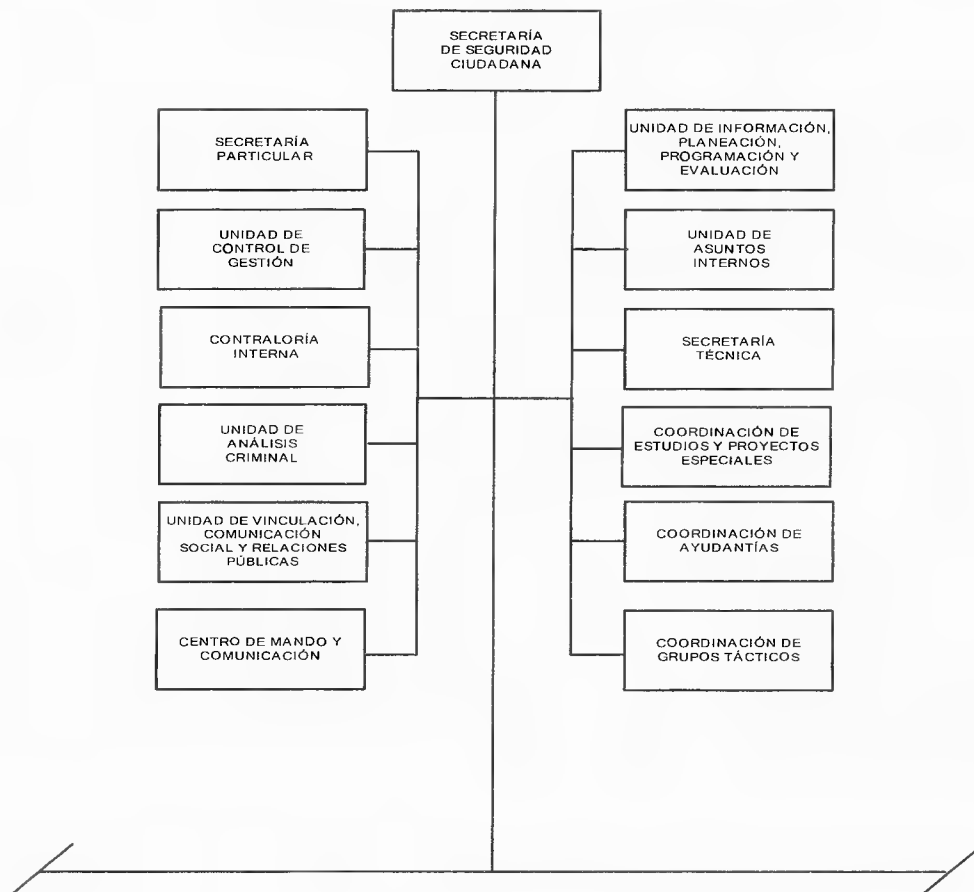 SECRETARÍA
DE SEGURIDAD
CIUDADANA
SECRETARÍA
PARTICULAR
UNIDAD DE
CONTROL DE
GESTIÓN
CONTRALORÍA
INTERNA
UNIDAD DE
ANÁLISIS
CRIMINAL
UNIDAD DE VINCULACIÓN,
COMUNICACIÓN
SOCIAL Y RELACIONES
PÚBLICAS
CENTRO DE MANDO Y
COMUNICACIÓN
UNIDAD DE INFORMACIÓN,
PLANEACIÓN,
PROGRAMACIÓN Y
EVALUACIÓN
UNIDAD DE
ASUNTOS
INTERNOS
SECRETARÍA
TÉCNICA
COORDINACIÓN DE
ESTUDIOS Y PROYECTOS
ESPECIALES
COORDINACIÓN DE
AYUDANTÍAS
COORDINACIÓN DE
GRUPOS TÁCTICOS